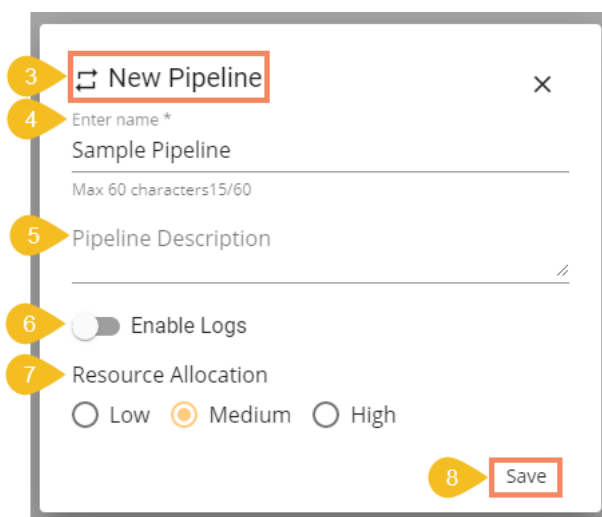 3 New Pipeline
4 Enter name *
Sample Pipeline
Max 60 characters15/60
5 Pipeline Description
6 Enable Logs
7 Resource Allocation
Low Medium High
8 Save